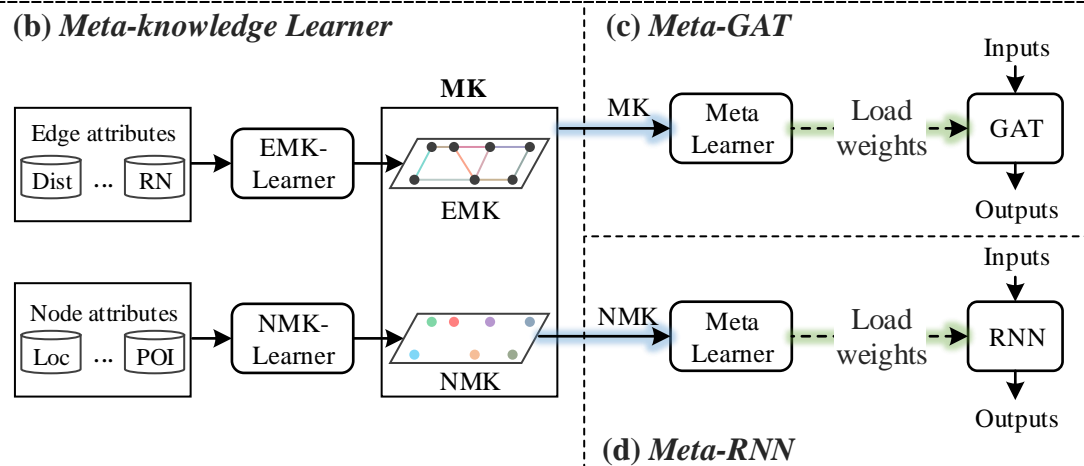 (b) Meta-knowledge Learner
MK
Edge attributes
Dist ... RN
EMK-
Learner
EMK
Node attributes
Loc ... POI
NMK-
Learner
NMK
(c) Meta-GAT
MK
Meta
Learner
Load
weights
Inputs
GAT
Outputs
NMK
Meta
Learner
Load
weights
Inputs
RNN
Outputs
(d) Meta-RNN